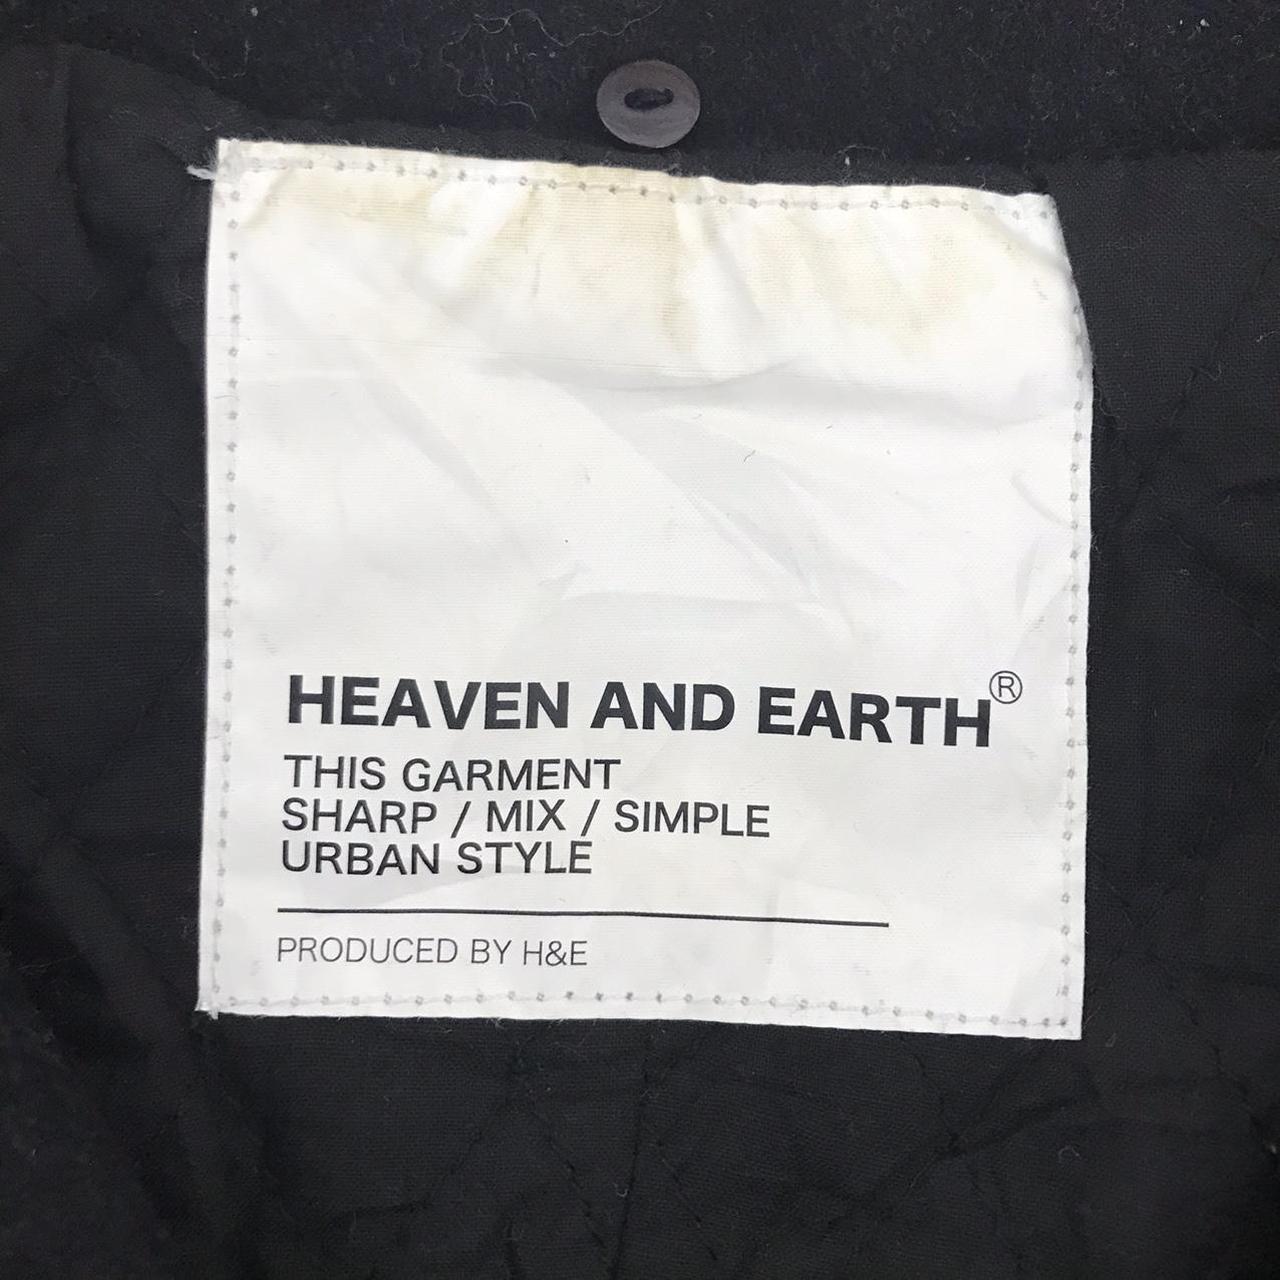 HEAVEN AND EARTH®
THIS GARMENT
SHARP / MIX / SIMPLE
URBAN STYLE
PRODUCED BY H&E